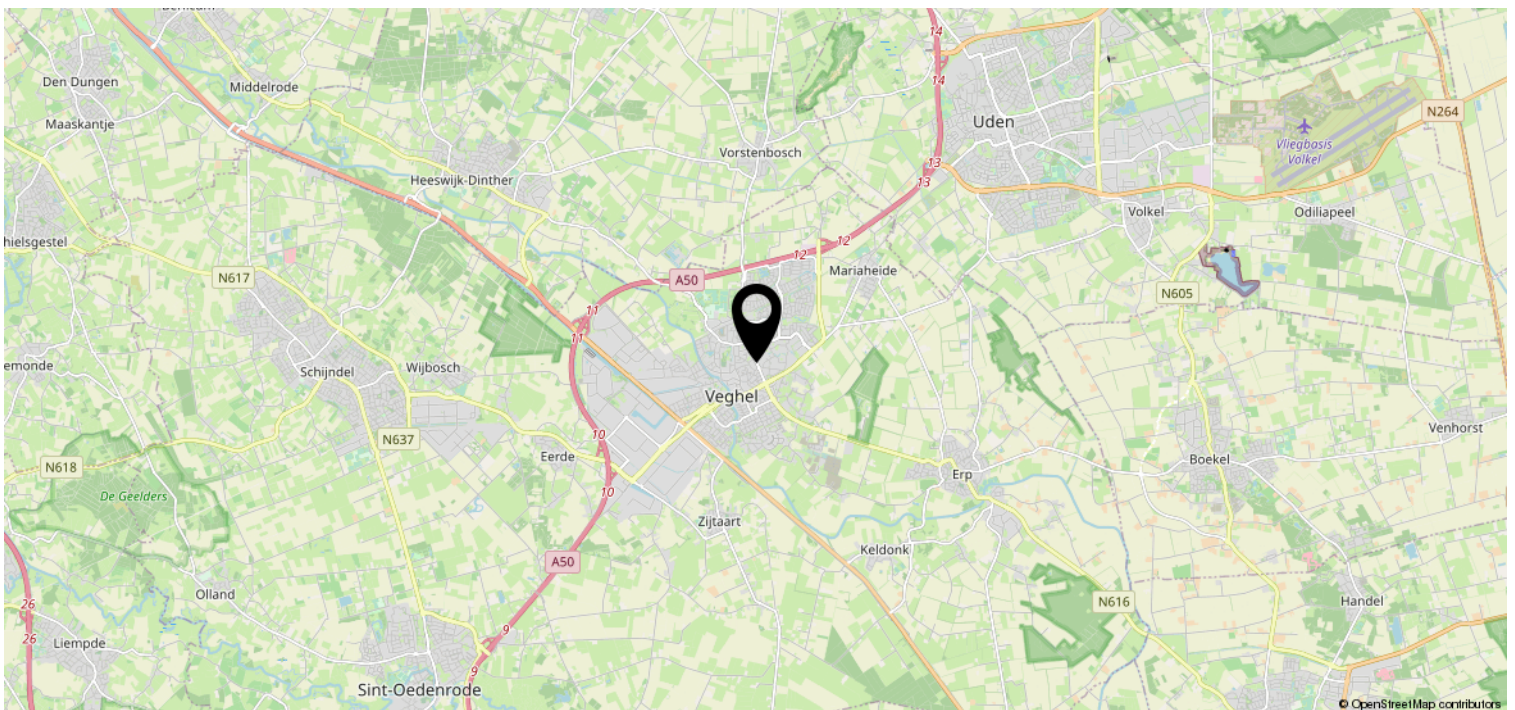 14
14
Den Dungen
Middelrode
Maaskantje
Uden
N264
Vliegbasis
Volkel
Vorstenbosch
13
13
Heeswijk-Dinther
Volkel
Odiliapeel
12
12
N617
A50
Mariaheide
N605
11
11
Schijndel
Wijbosch
Veghel
Venhorst
N637
10
Eerde
N618
Erp
Boekel
De Geelders
10
Zijtaart
Keldonk
A50
Olland
N616
Handel
26
26
Liempde
9
9
Sint-Oedenrode
© OpenStreetMap contributors